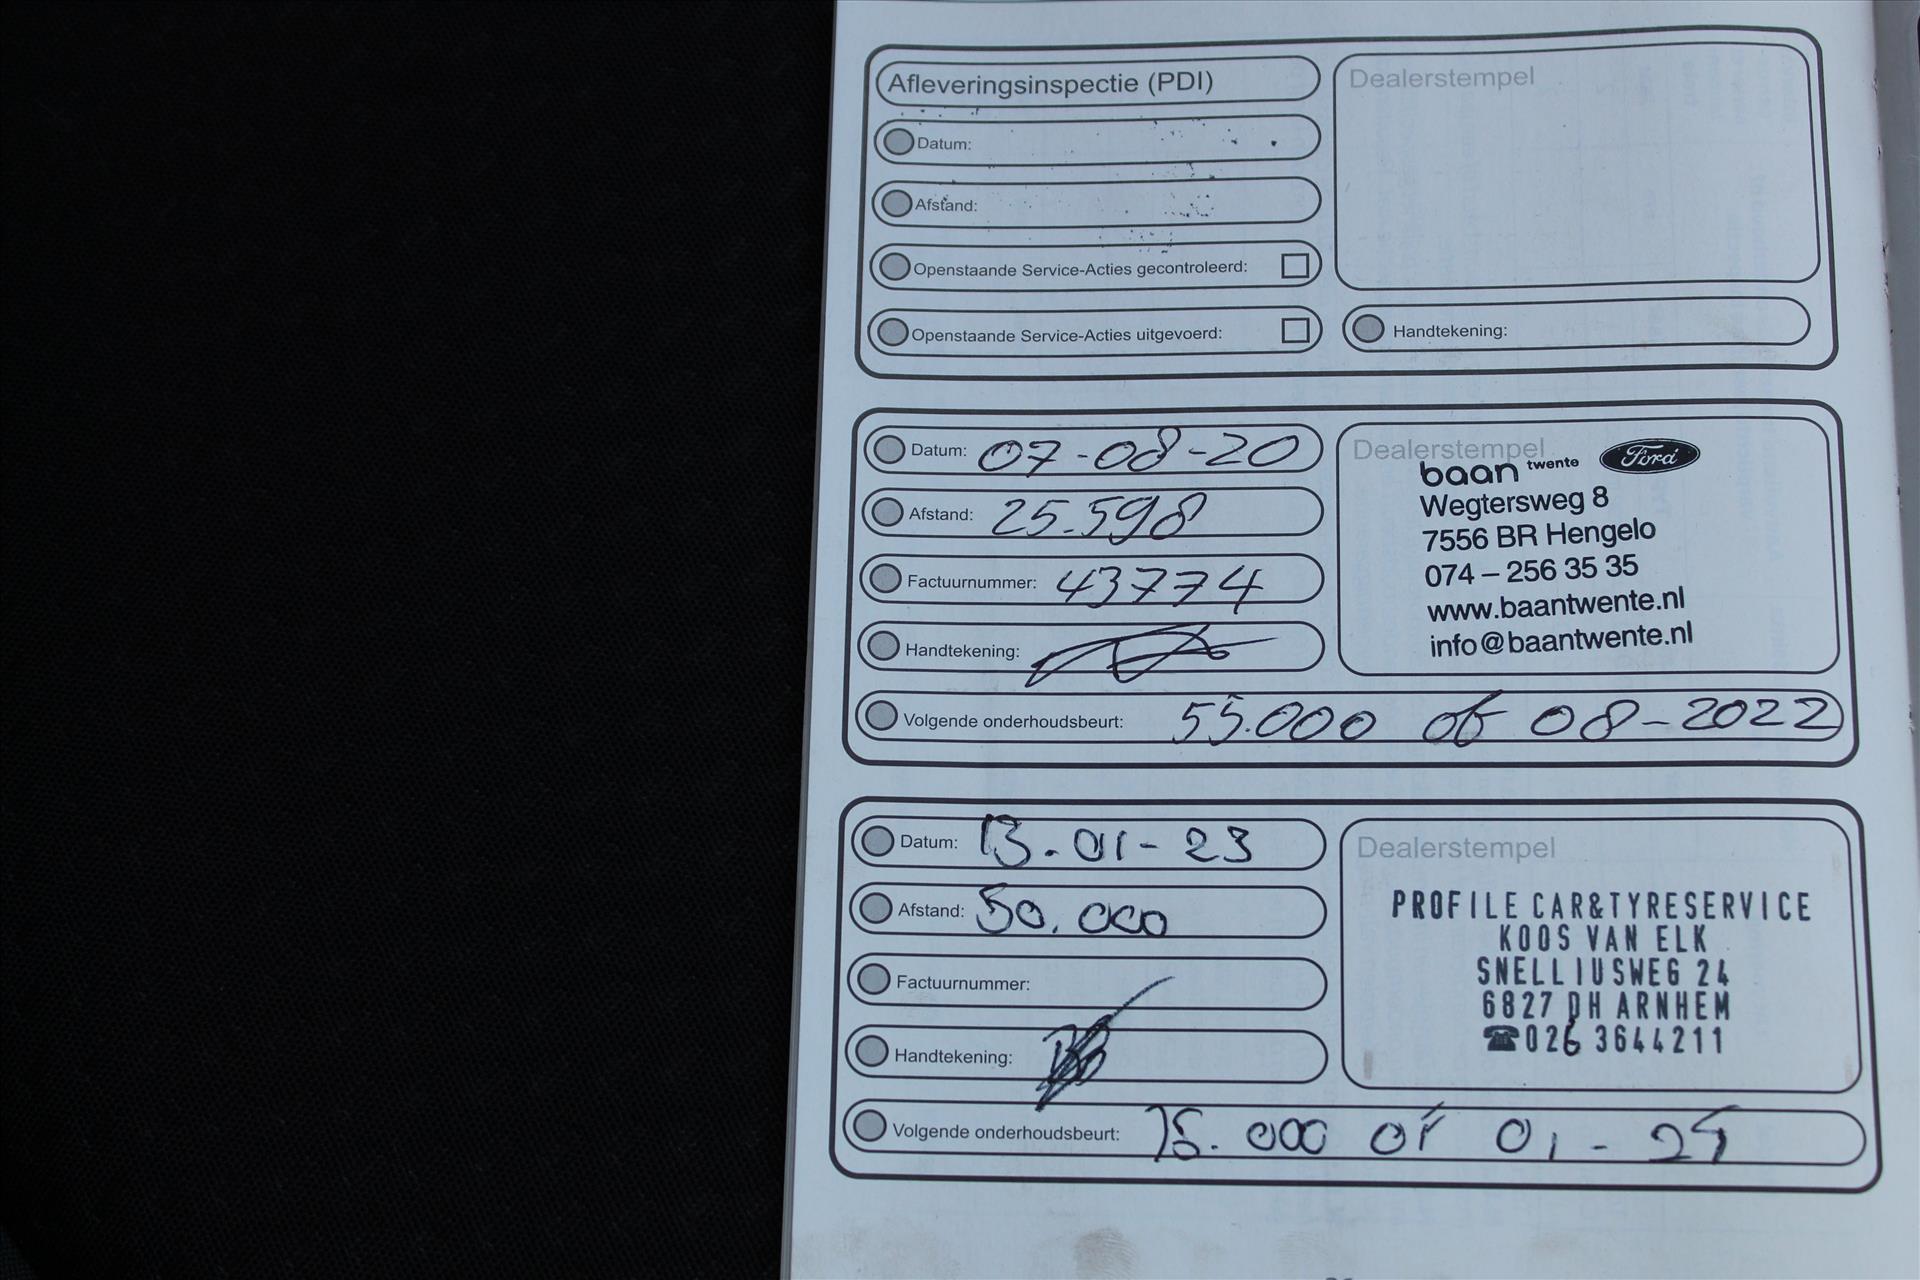 Afleveringsinspectie (PDI)
Dealerstempel
Datum:
Afstand:
Openstaande Service-Acties gecontroleerd:
Openstaande Service-Acties uitgevoerd:
Handtekening:
Datum: 07-08-20
Afstand: 25.598
Factuurnummer: 43774
Handtekening:
Dealerstempel
baan twente Ford
Wegtersweg 8
7556 BR Hengelo
074 – 256 35 35
www.baantwente.nl
info@baantwente.nl
Volgende onderhoudsbeurt: 55.000 of 08-2022
Datum: 13.01-23
Afstand: 50.000
Factuurnummer:
Handtekening:
Dealerstempel
PROFILE CAR&TYRESERVICE
KOOS VAN ELK
SNELLIUSWEG 24
6827 DH ARNHEM
☎026 3644211
Volgende onderhoudsbeurt: 75.000 of 01-